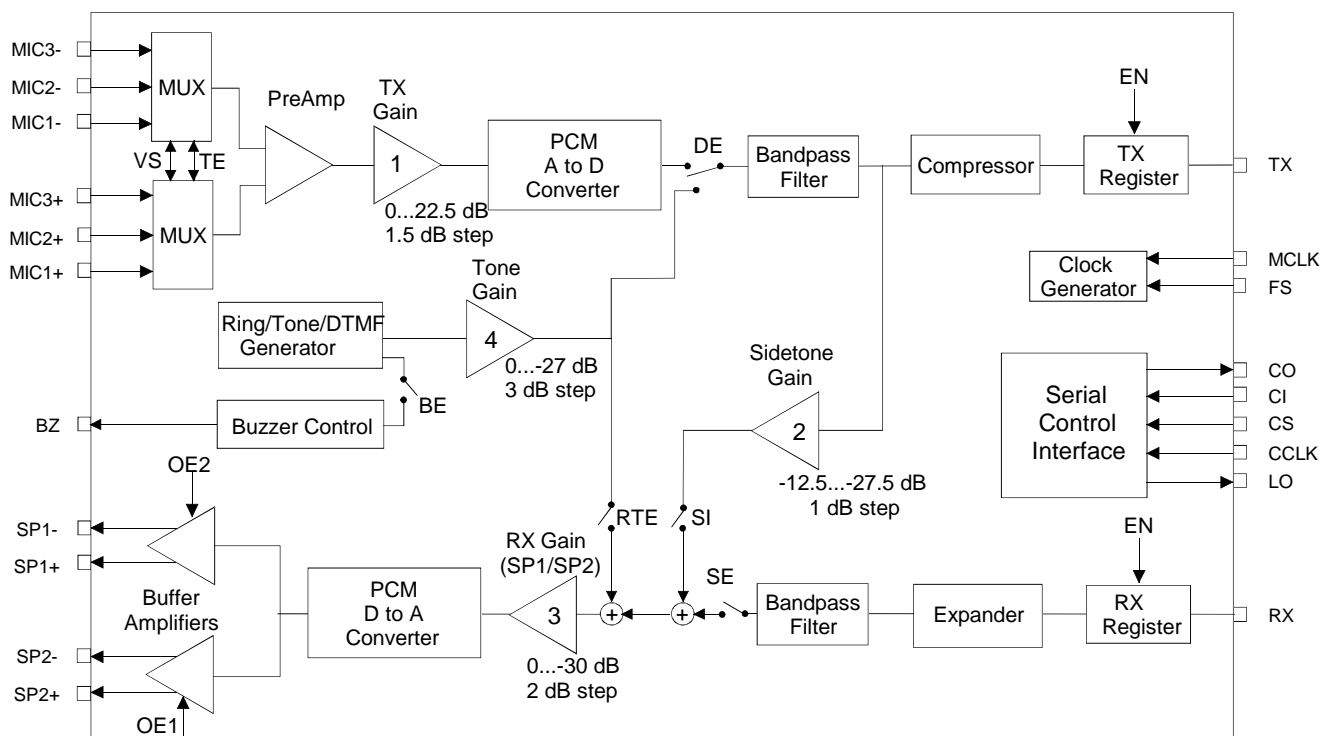 MIC3-
MIC2-
MIC1-
MUX
VS
TE
MIC3+
MIC2+
MIC1+
MUX
PreAmp
TX
Gain
1
0...22.5 dB
1.5 dB step
PCM
A to D
Converter
DE
Bandpass
Filter
Compressor
EN
TX
Register
TX
Clock
Generator
MCLK
FS
Ring/Tone/DTMF
Generator
Tone
Gain
4
0...-27 dB
3 dB step
BE
BZ
Buzzer Control
Sidetone
Gain
2
-12.5...-27.5 dB
1 dB step
Serial
Control
Interface
CO
CI
CS
CCLK
LO
OE2
SP1-
SP1+
Buffer
Amplifiers
SP2-
SP2+
OE1
PCM
D to A
Converter
RX Gain
(SP1/SP2)
3
0...-30 dB
2 dB step
RTE
SI
+
+
SE
Bandpass
Filter
Expander
EN
RX
Register
RX